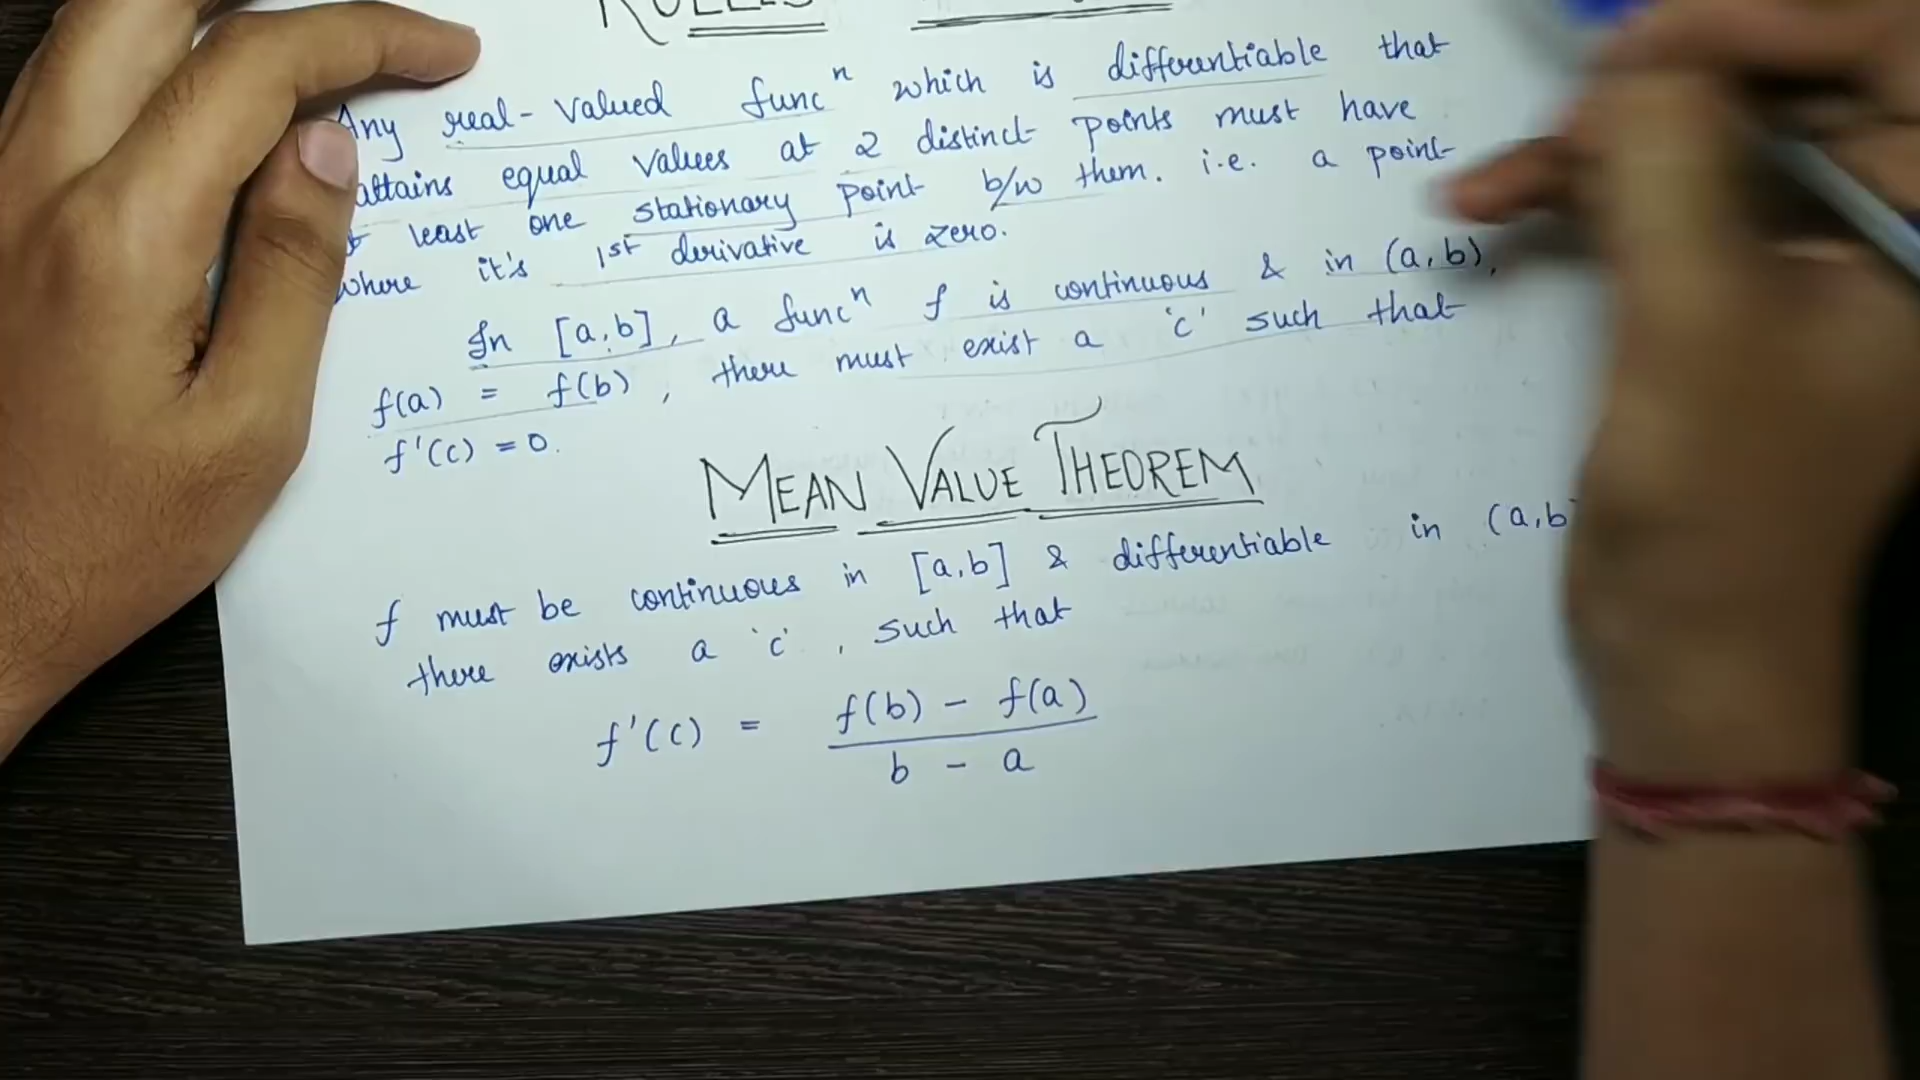 ROLLE'S
Any real-valued funcⁿ which is differentiable that
attains equal values at 2 distinct points must have
least one stationary point b/w them. i.e. a point
where it's 1st derivative is zero.
In [a,b], a funcⁿ f is continuous & in (a,b),
f(a) = f(b), there must exist a 'c' such that
f'(c) = 0.
MEAN VALUE THEOREM
f must be continuous in [a,b] & differentiable in (a,b
there exists a 'c', such that
f'(c) = f(b) - f(a)
b - a